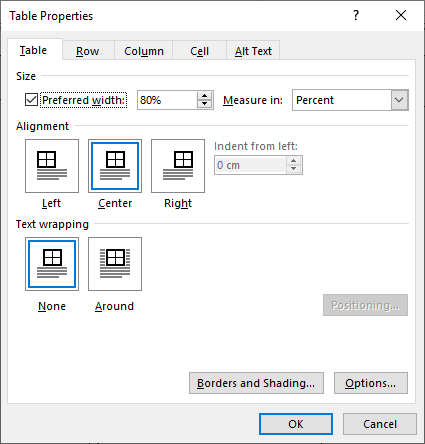 Table Properties ?
Table Row Column Cell Alt Text
Size
Preferred width: 80% Measure in: Percent
Alignment
Indent from left:
0 cm
Left Center Right
Text wrapping
None Around
Positioning...
Borders and Shading... Options...
OK Cancel